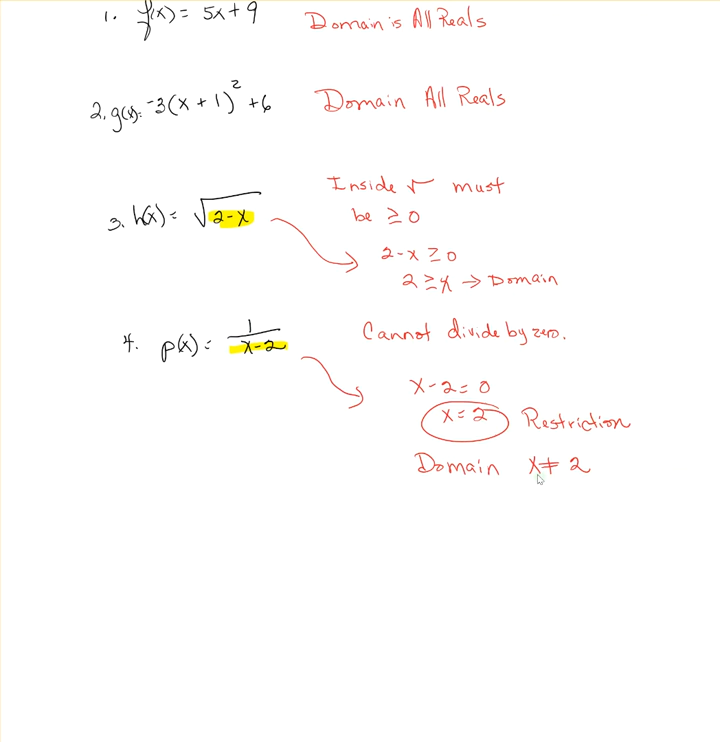 1. f(x) = 5x + 9 Domain is All Reals
2. g(x) = -3(x + 1)² + 6 Domain All Reals
Inside √ must
be ≥ 0
3. h(x) = √(2-x)
2-x ≥ 0
2 ≥ x → Domain
Cannot divide by zero.
4. p(x) = 1/(x-2)
x-2 = 0
x = 2 Restriction
Domain x ≠ 2